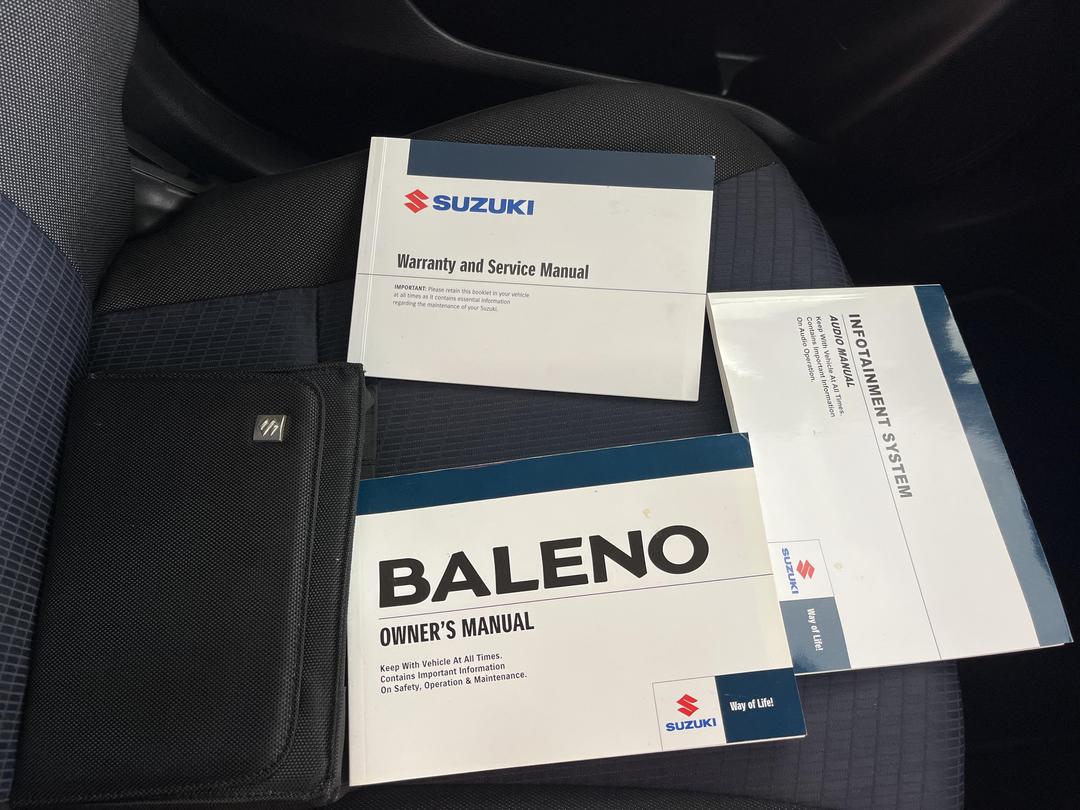 SUZUKI
Warranty and Service Manual
IMPORTANT: Please retain this booklet in your vehicle
at all times as it contains essential information
regarding the maintenance of your Suzuki.
INFOTAINMENT SYSTEM
AUDIO MANUAL
Keep With Vehicle At All Times.
Contains Important Information
On Audio Operation.
SUZUKI
Way of Life!
BALENO
OWNER'S MANUAL
Keep With Vehicle At All Times.
Contains Important Information
On Safety, Operation & Maintenance.
SUZUKI
Way of Life!